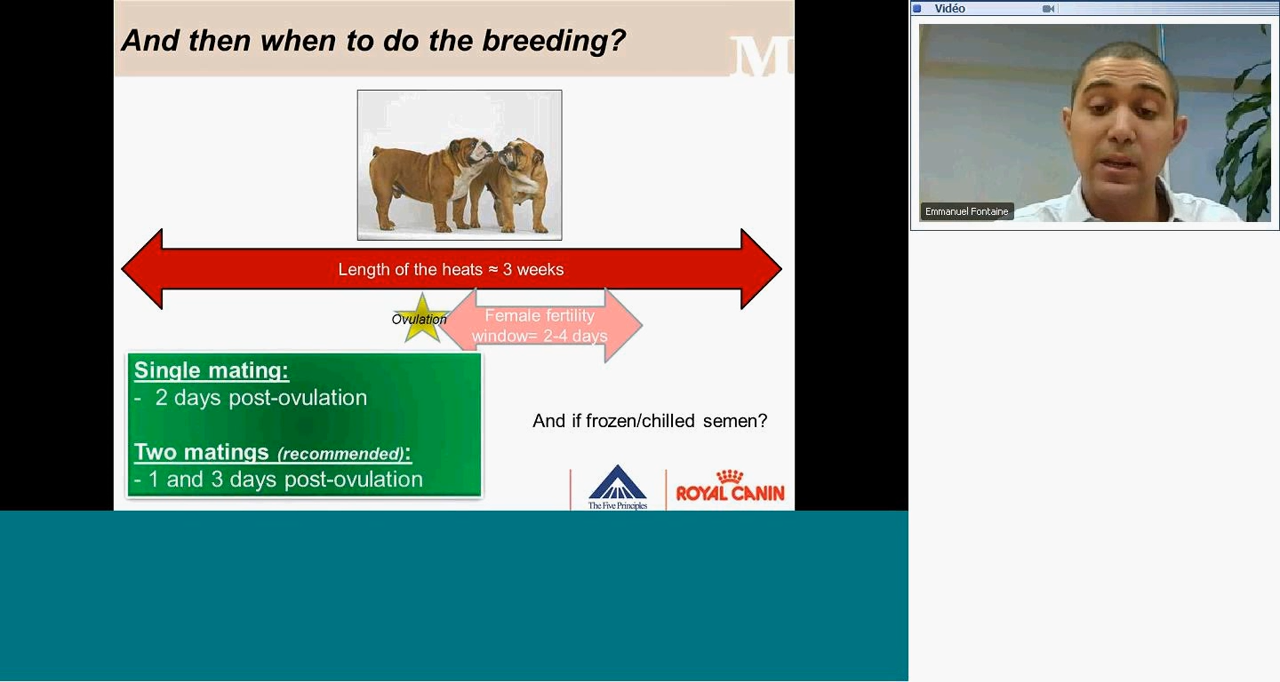 And then when to do the breeding?
M
Length of the heats ≈ 3 weeks
Ovulation
Female fertility
window= 2-4 days
Single mating:
- 2 days post-ovulation
Two matings (recommended):
- 1 and 3 days post-ovulation
And if frozen/chilled semen?
The Five Principles
ROYAL CANIN
Vidéo
Emmanuel Fontaine